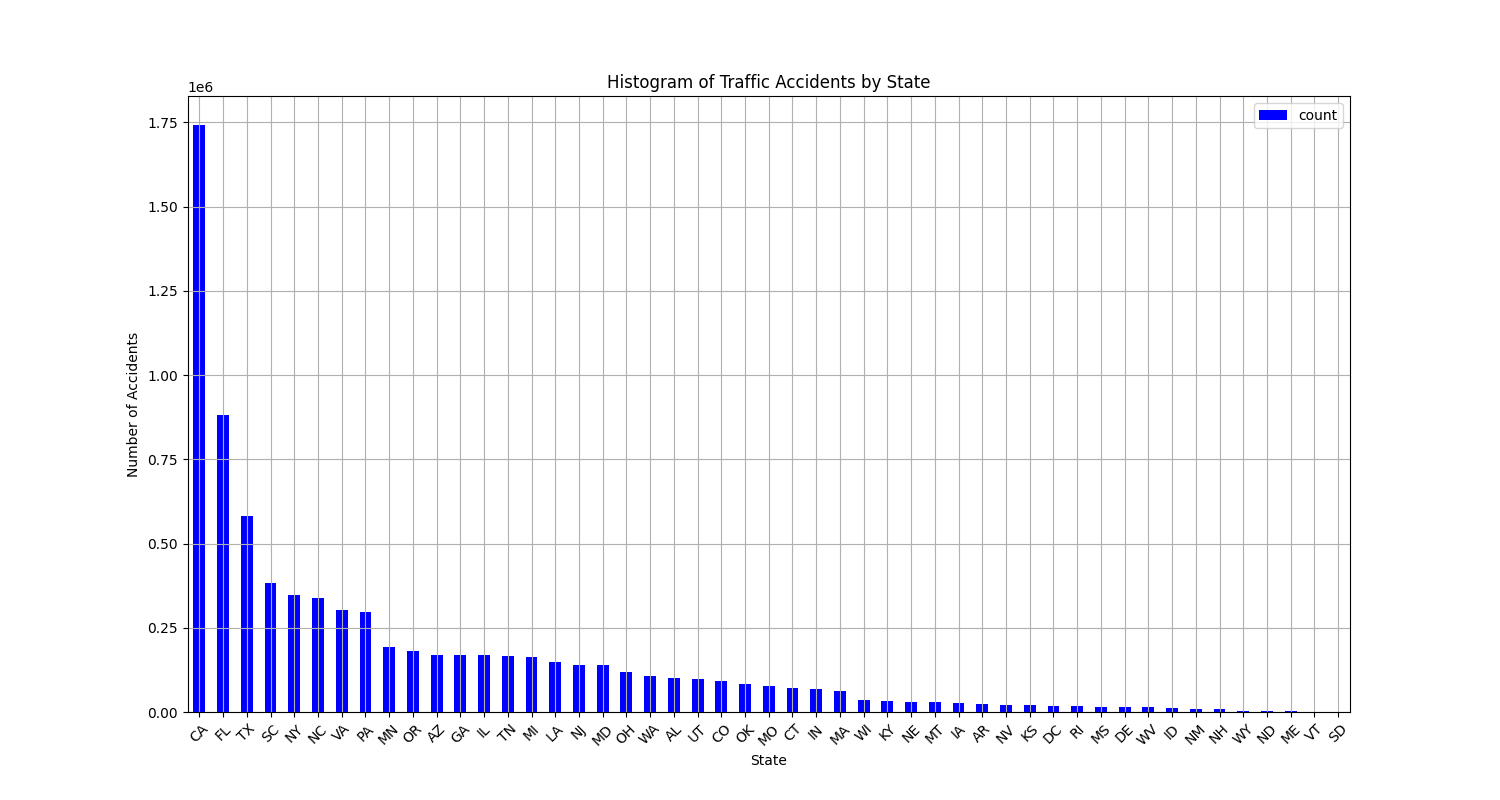 Histogram of Traffic Accidents by State
1e6
count
1.75
1.50
1.25
1.00
0.75
0.50
0.25
0.00
Number of Accidents
CA FL TX SC NY NC VA PA MN OR AZ GA IL TN MI LA NJ MD OH WA AL UT CO OK MO CT IN MA WI KY NE MT IA AR NV KS DC RI MS DE WV ID NM NH WY ND ME VT SD
State